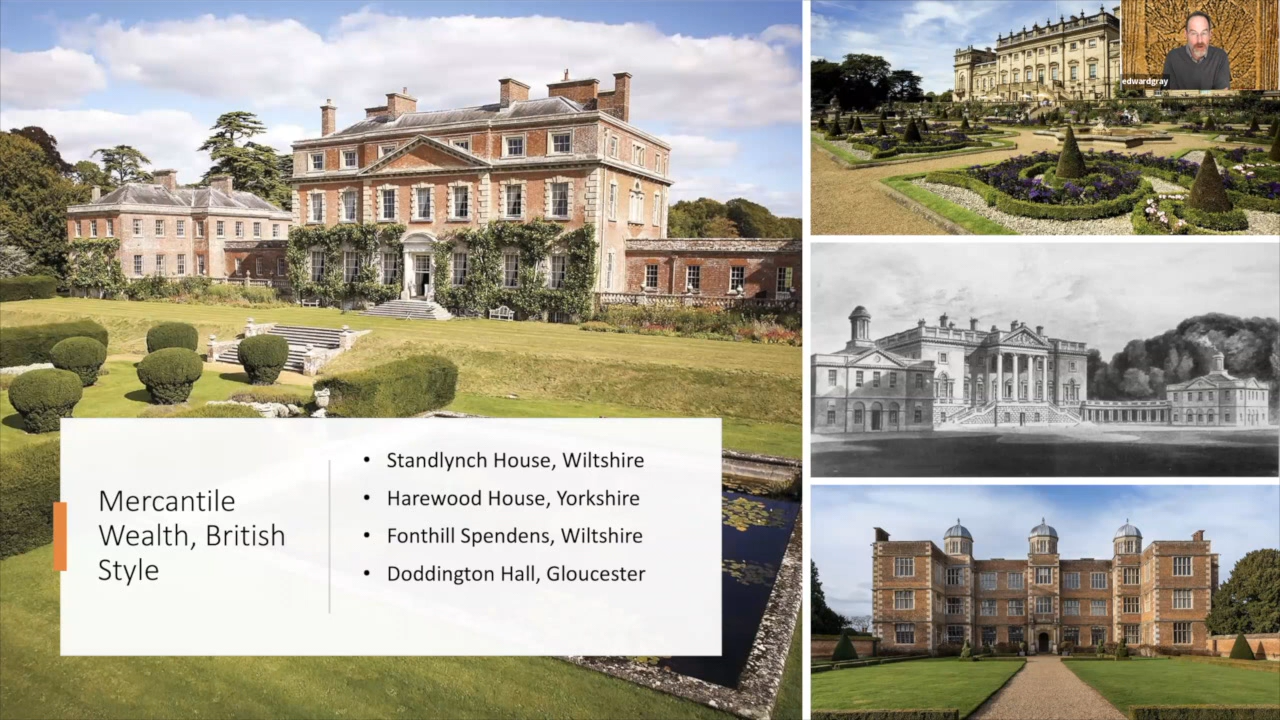 edwardgray
Mercantile
Wealth, British
Style
• Standlynch House, Wiltshire
• Harewood House, Yorkshire
• Fonthill Spendens, Wiltshire
• Doddington Hall, Gloucester